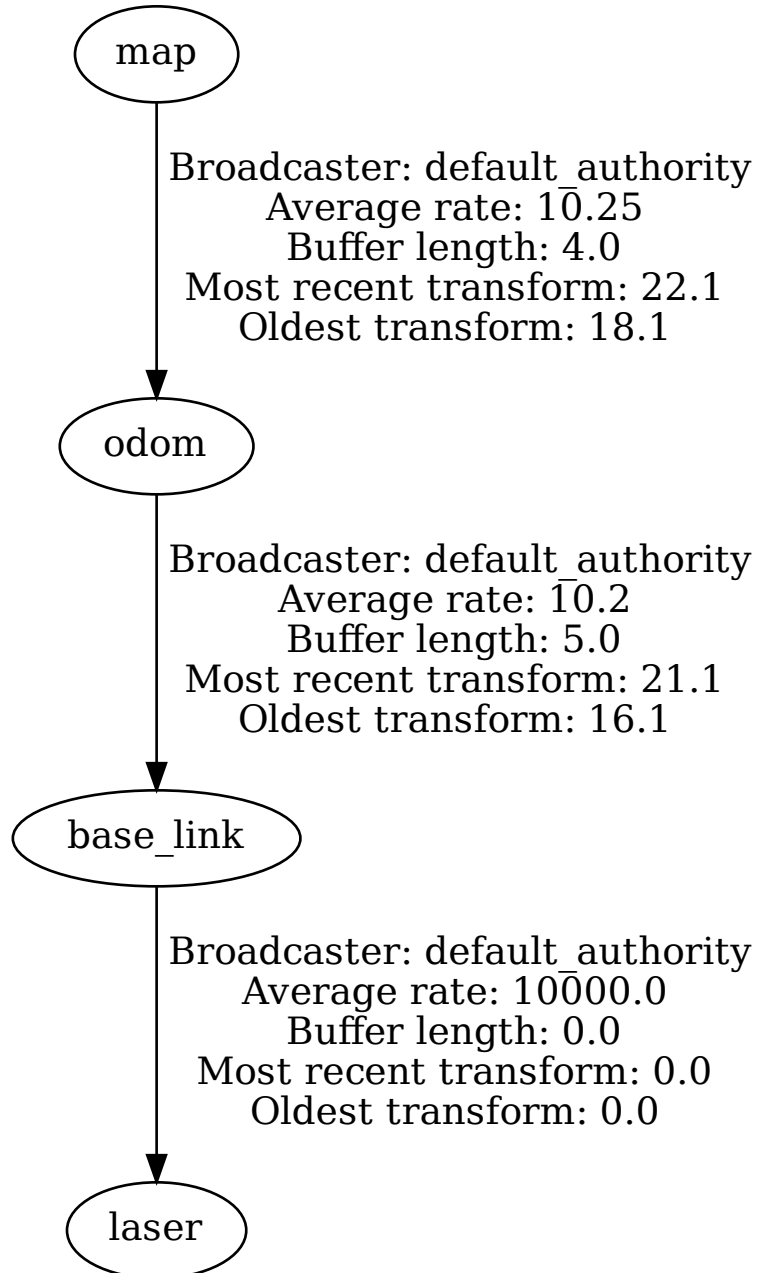 map
Broadcaster: default_authority
Average rate: 10.25
Buffer length: 4.0
Most recent transform: 22.1
Oldest transform: 18.1
odom
Broadcaster: default_authority
Average rate: 10.2
Buffer length: 5.0
Most recent transform: 21.1
Oldest transform: 16.1
base_link
Broadcaster: default_authority
Average rate: 10000.0
Buffer length: 0.0
Most recent transform: 0.0
Oldest transform: 0.0
laser